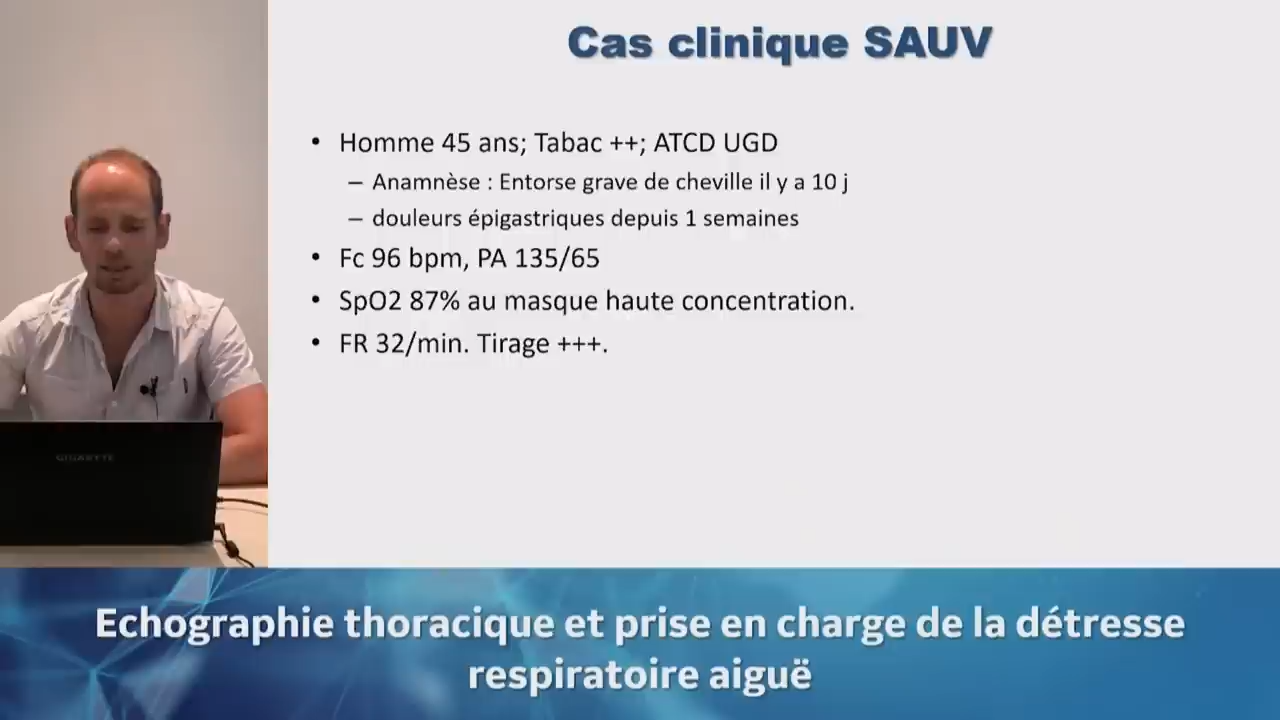 Cas clinique SAUV
• Homme 45 ans; Tabac ++; ATCD UGD
– Anamnèse : Entorse grave de cheville il y a 10 j
– douleurs épigastriques depuis 1 semaines
• Fc 96 bpm, PA 135/65
• SpO2 87% au masque haute concentration.
• FR 32/min. Tirage +++.
GIGABYTE
Echographie thoracique et prise en charge de la détresse
respiratoire aiguë